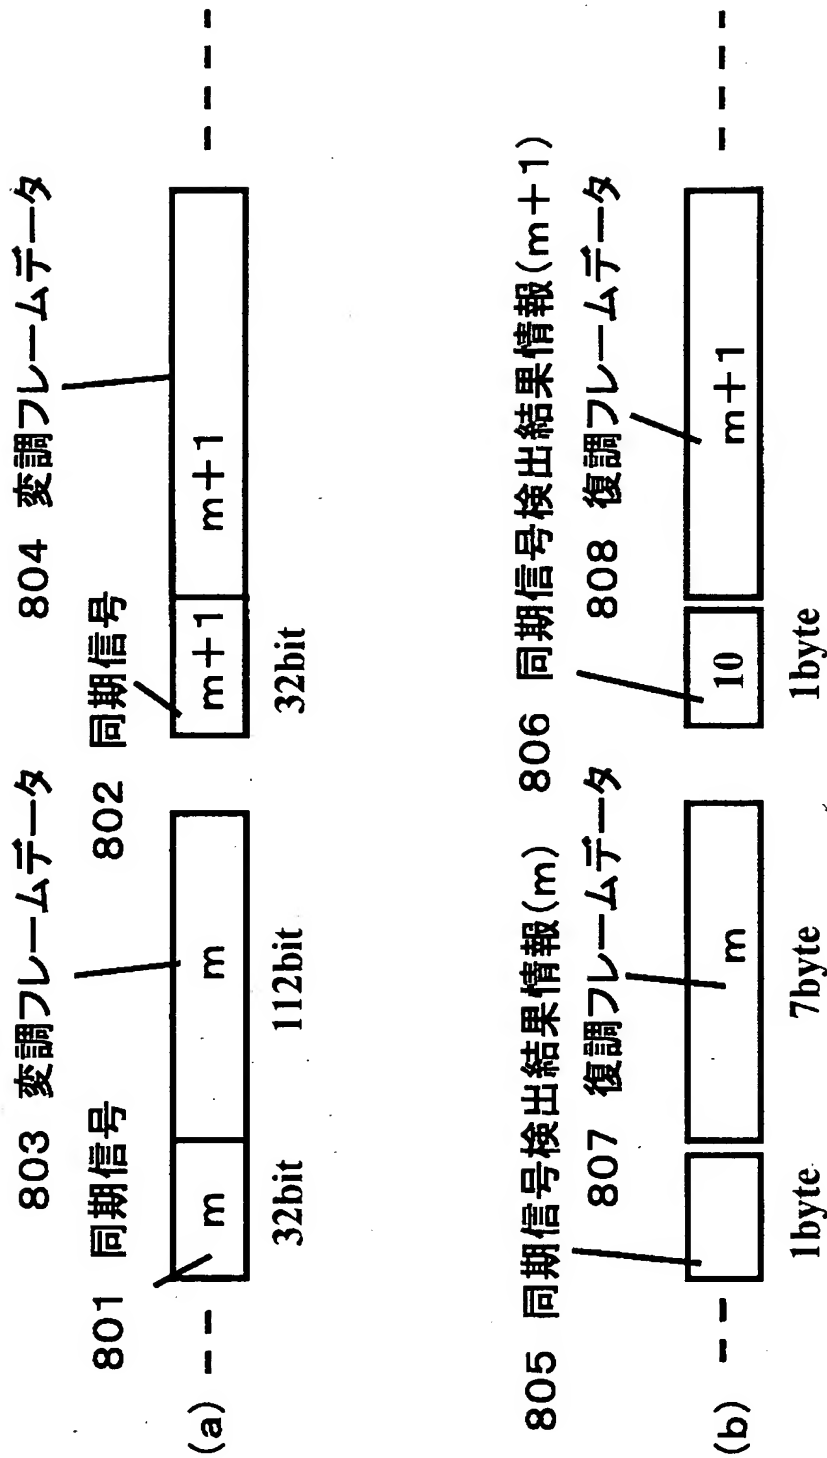 (a)
801 同期信号
803 変調フレームデータ
802 同期信号
804 変調フレームデータ
m
m
m+1
m+1
32bit
112bit
32bit
(b)
805 同期信号検出結果情報(m)
807 復調フレームデータ
806 同期信号検出結果情報(m+1)
808 復調フレームデータ
m
10
m+1
1byte
7byte
1byte